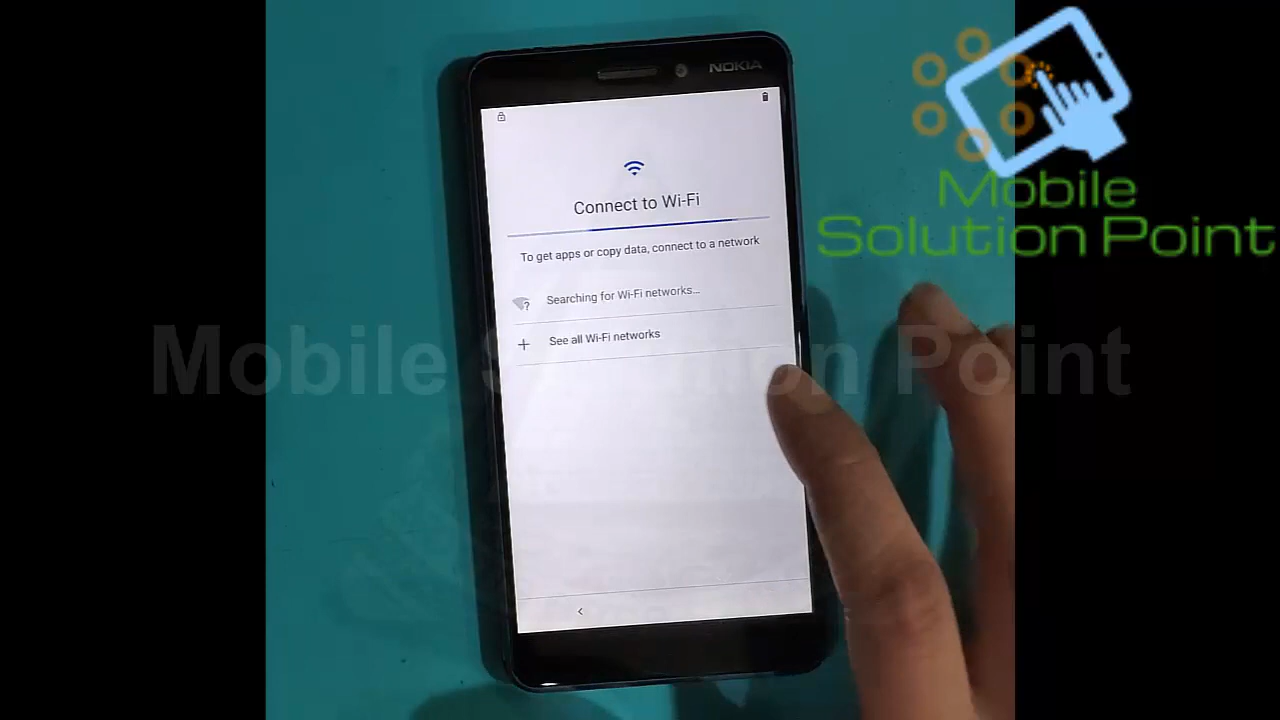 NOKIA
Connect to Wi-Fi
To get apps or copy data, connect to a network
Searching for Wi-Fi networks...
See all Wi-Fi networks
Mobile
Solution Point
Mobile Solution Point